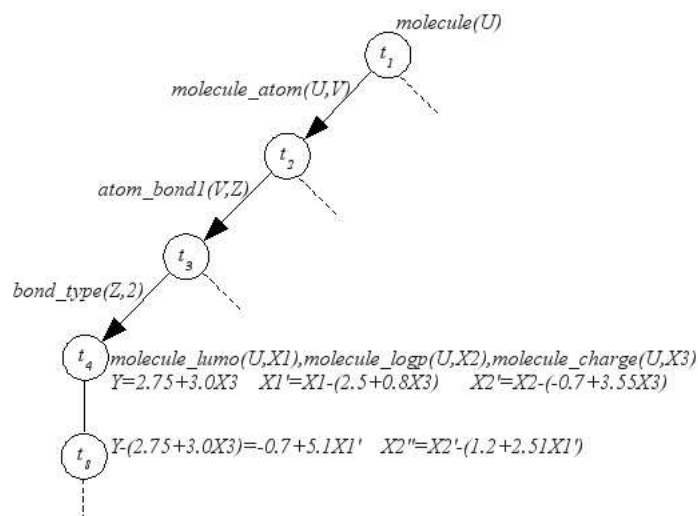 molecule(U)
t1
molecule_atom(U,V)
t2
atom_bond1(V,Z)
t3
bond_type(Z,2)
t4
molecule_lumo(U,X1),molecule_logp(U,X2),molecule_charge(U,X3)
Y=2.75+3.0X3 X1'=X1-(2.5+0.8X3) X2'=X2-(-0.7+3.55X3)
t8
Y-(2.75+3.0X3)=-0.7+5.1X1' X2"=X2'-(1.2+2.51X1')